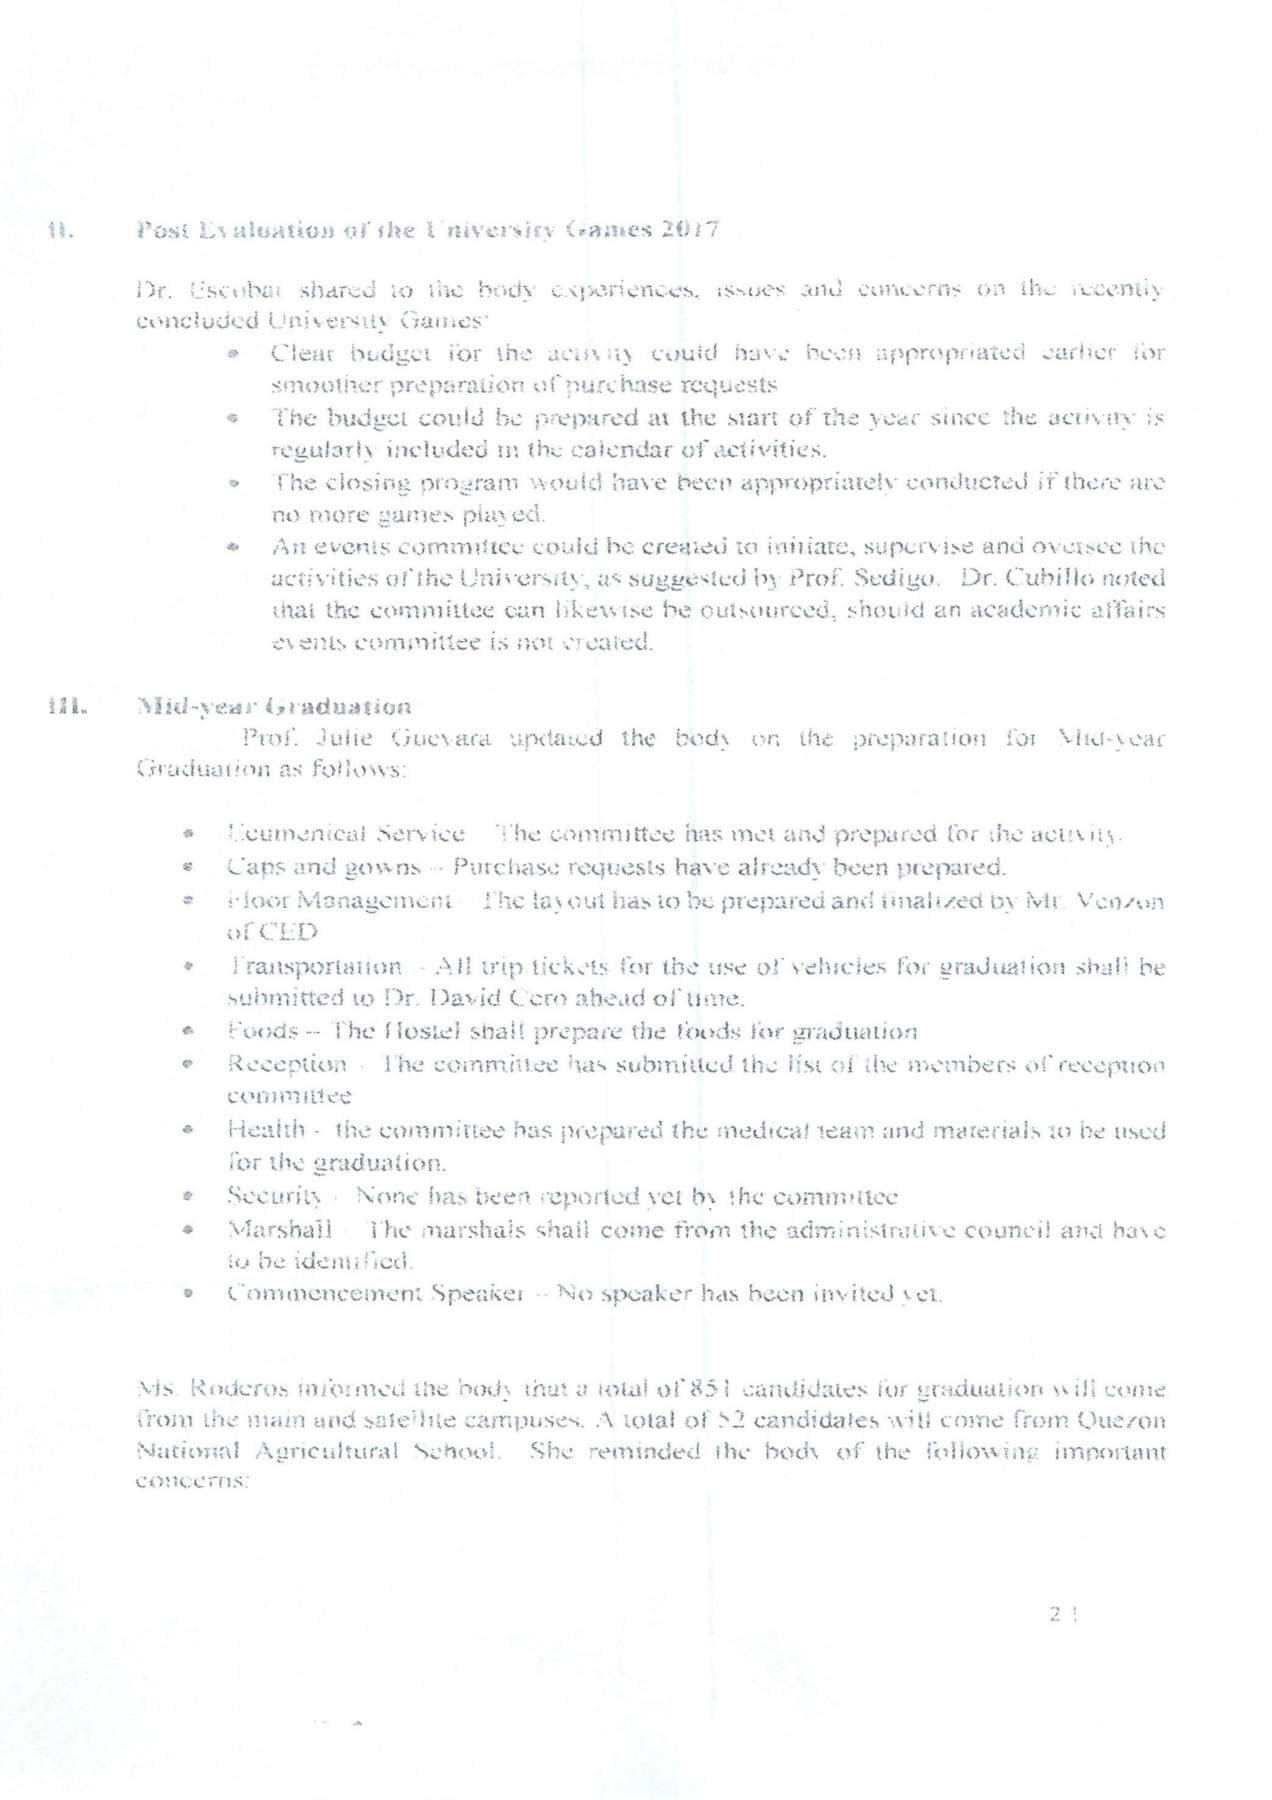 II. Post Evaluation of the University Games 2017
Dr. Escobar shared to the body experiences, issues and concerns on the recently
concluded University Games:
• Clear budget for the activity could have been appropriated earlier for
smoother preparation of purchase requests
• The budget could be prepared at the start of the year since the activity is
regularly included in the calendar of activities.
• The closing program would have been appropriately conducted if there are
no more games played.
• An events committee could be created to initiate, supervise and oversee the
activities of the University, as suggested by Prof. Sedigo. Dr. Cubillo noted
that the committee can likewise be outsourced, should an academic affairs
events committee is not created.
III. Mid-year Graduation
Prof. Julie Guevara updated the body on the preparation for Mid-year
Graduation as follows:
• Ecumenical Service The committee has met and prepared for the activity.
• Caps and gowns – Purchase requests have already been prepared.
• Floor Management - The layout has to be prepared and finalized by Mr. Venzon
of CED
• Transportation - All trip tickets for the use of vehicles for graduation shall be
submitted to Dr. David Cero ahead of time.
• Foods – The Hostel shall prepare the foods for graduation
• Reception - The committee has submitted the list of the members of reception
committee
• Health - the committee has prepared the medical team and materials to be used
for the graduation.
• Security - None has been reported yet by the committee
• Marshall The marshals shall come from the administrative council and have
to be identified.
• Commencement Speaker – No speaker has been invited yet.
Ms. Roderos informed the body that a total of 851 candidates for graduation will come
from the main and satellite campuses. A total of 52 candidates will come from Quezon
National Agricultural School. She reminded the body of the following important
concerns:
2 |